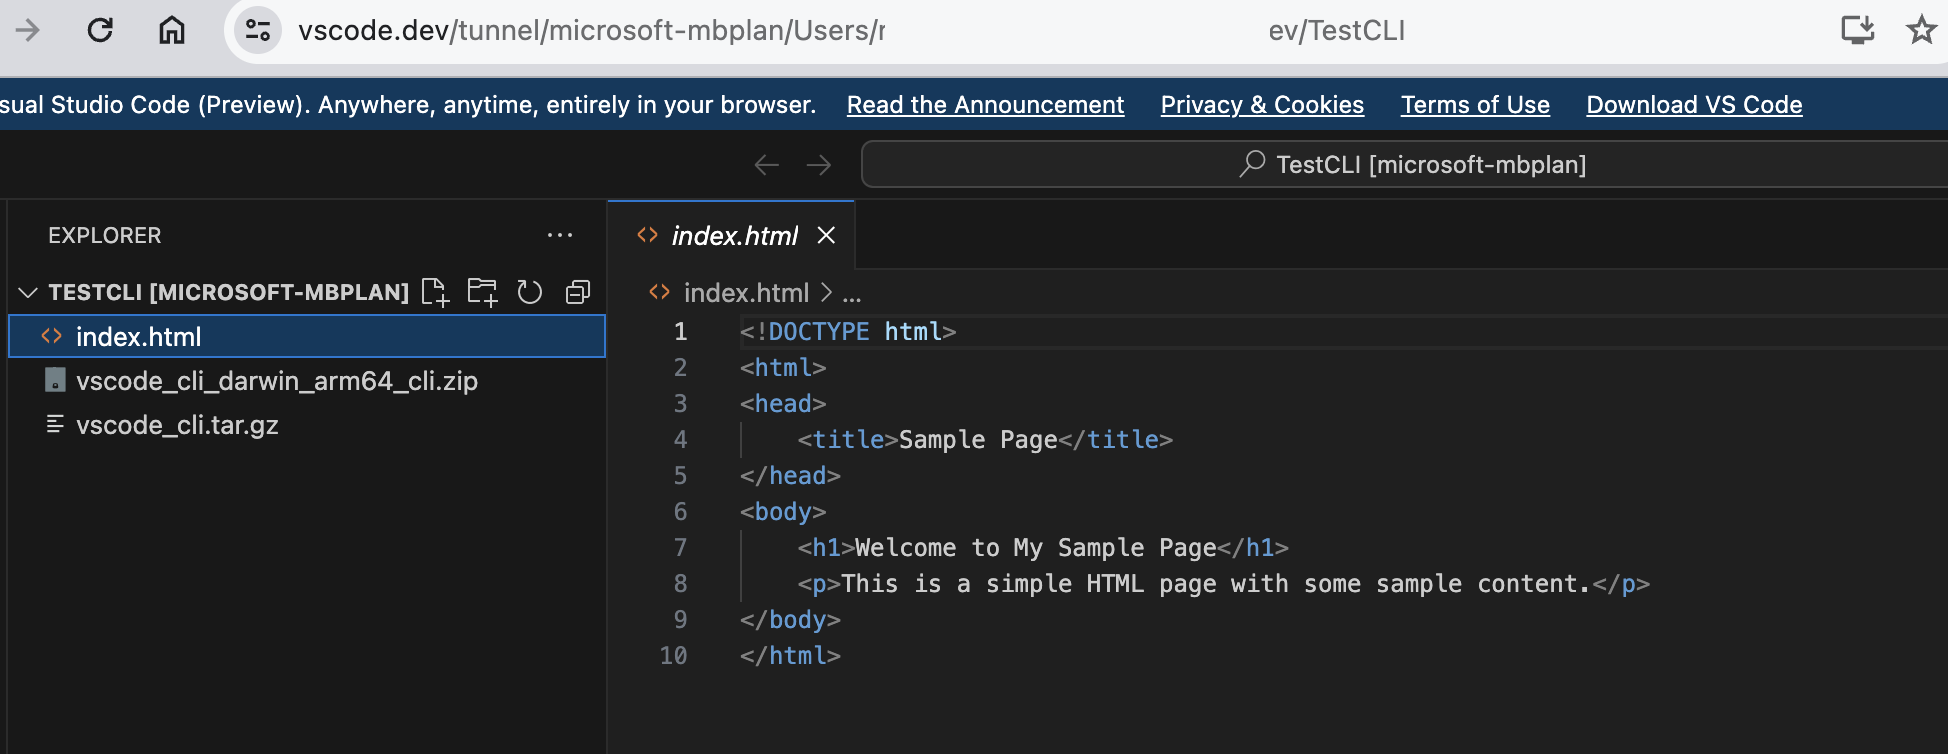 vscode.dev/tunnel/microsoft-mbplan/Users/r ev/TestCLI
sual Studio Code (Preview). Anywhere, anytime, entirely in your browser. Read the Announcement Privacy & Cookies Terms of Use Download VS Code
TestCLI [microsoft-mbplan]
EXPLORER
TESTCLI [MICROSOFT-MBPLAN]
index.html
vscode_cli_darwin_arm64_cli.zip
vscode_cli.tar.gz
index.html
index.html > ...
1 <!DOCTYPE html>
2 <html>
3 <head>
4     <title>Sample Page</title>
5 </head>
6 <body>
7     <h1>Welcome to My Sample Page</h1>
8     <p>This is a simple HTML page with some sample content.</p>
9 </body>
10 </html>